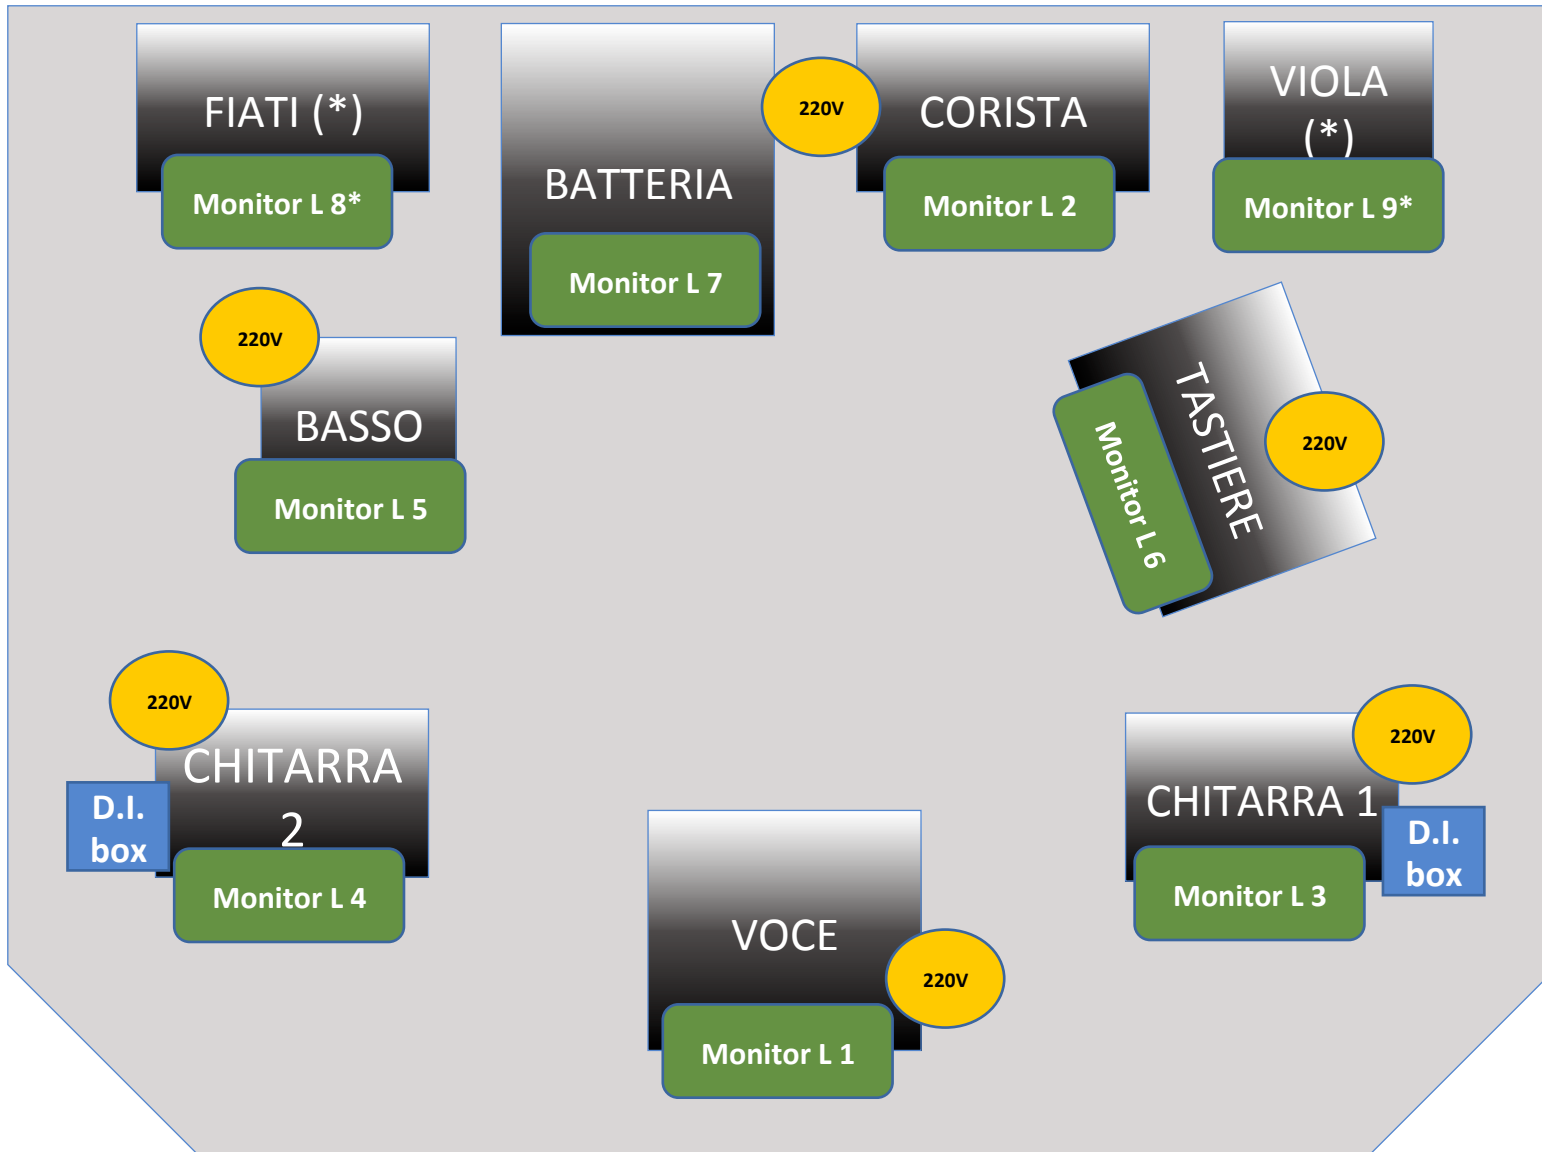 FIATI (*)
Monitor L 8*
BATTERIA
Monitor L 7
220V
CORISTA
Monitor L 2
VIOLA
(*)
Monitor L 9*
220V
BASSO
Monitor L 5
TASTIERE
Monitor L 6
220V
220V
CHITARRA
2
D.I.
box
Monitor L 4
VOCE
220V
Monitor L 1
220V
CHITARRA 1
D.I.
box
Monitor L 3